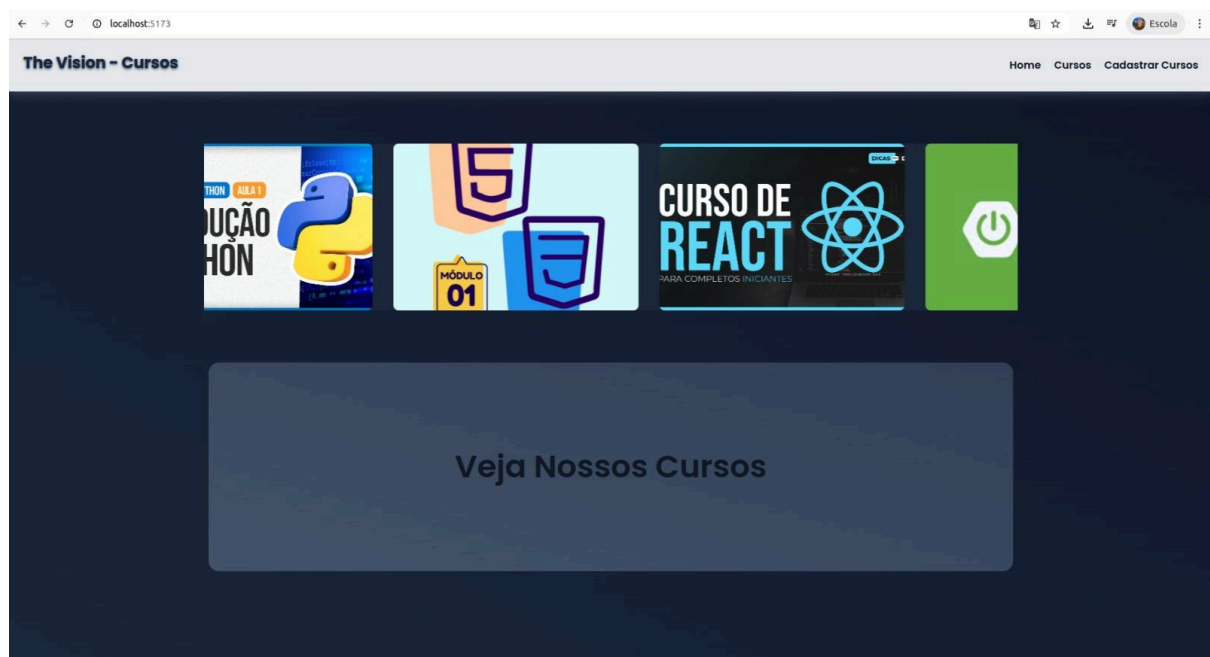 localhost:5173
Escola
The Vision - Cursos
Home Cursos Cadastrar Cursos
THON AULA 1
DUÇÃO
HON
MÓDULO
01
DICAS
CURSO DE
REACT
PARA COMPLETOS INICIANTES
Veja Nossos Cursos